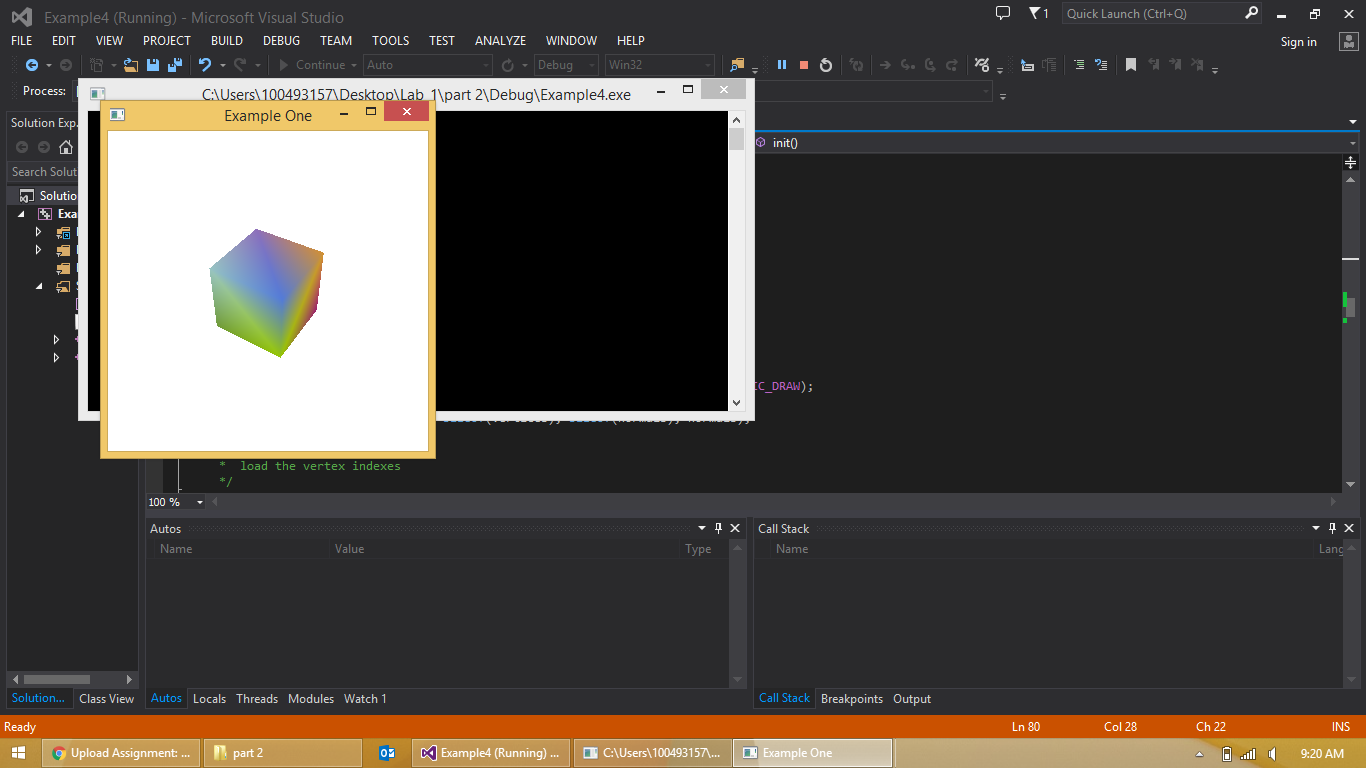 Example4 (Running) - Microsoft Visual Studio
1
Quick Launch (Ctrl+Q)
FILE EDIT VIEW PROJECT BUILD DEBUG TEAM TOOLS TEST ANALYZE WINDOW HELP
Sign in
Continue Auto Debug Win32
Process:
C:\Users\100493157\Desktop\Lab_1\part 2\Debug\Example4.exe
Example One
Solution Exp.
init()
Search Solut
Solutio
Exa
IC_DRAW);
* load the vertex indexes
*/
100 %
Autos
Name Value Type
Call Stack
Name Lang
Solution... Class View
Autos Locals Threads Modules Watch 1
Call Stack Breakpoints Output
Ready
Ln 80 Col 28 Ch 22 INS
Upload Assignment: ...
part 2
Example4 (Running) ...
C:\Users\100493157\...
Example One
9:20 AM